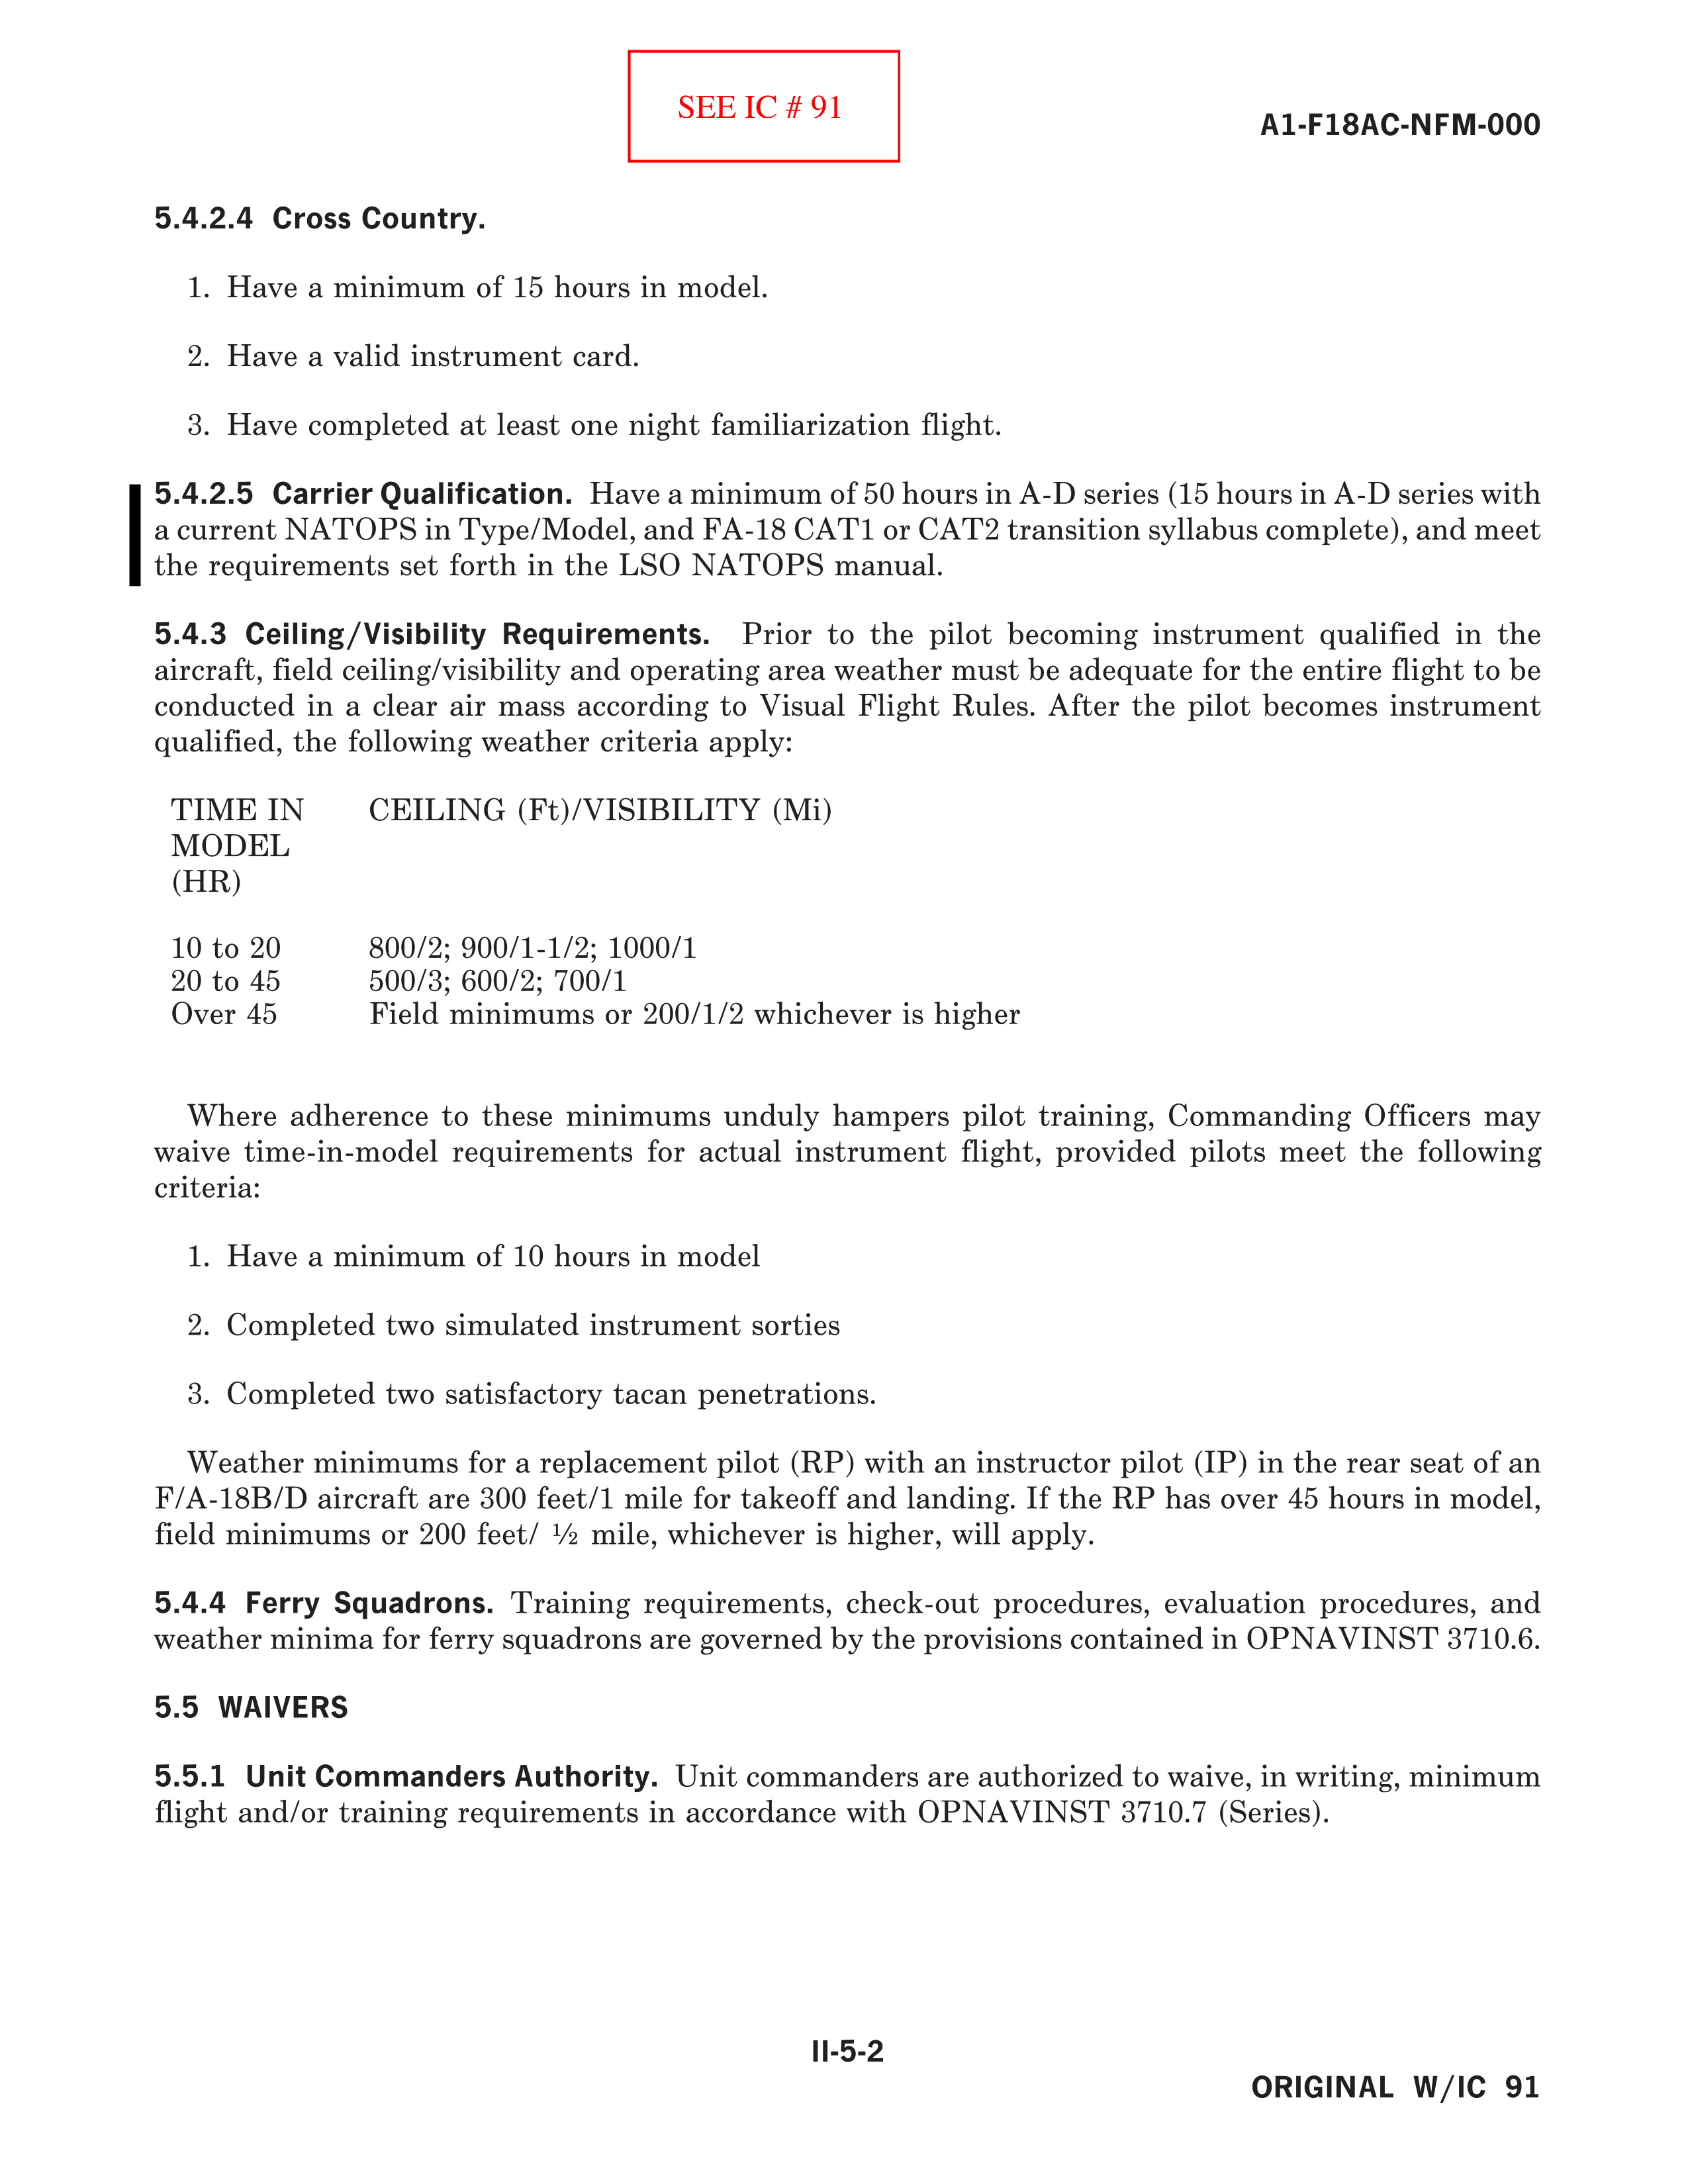 SEE IC # 91
A1-F18AC-NFM-000
5.4.2.4 Cross Country.
1. Have a minimum of 15 hours in model.
2. Have a valid instrument card.
3. Have completed at least one night familiarization flight.
5.4.2.5 Carrier Qualification. Have a minimum of 50 hours in A-D series (15 hours in A-D series with
a current NATOPS in Type/Model, and FA-18 CAT1 or CAT2 transition syllabus complete), and meet
the requirements set forth in the LSO NATOPS manual.
5.4.3 Ceiling/Visibility Requirements. Prior to the pilot becoming instrument qualified in the
aircraft, field ceiling/visibility and operating area weather must be adequate for the entire flight to be
conducted in a clear air mass according to Visual Flight Rules. After the pilot becomes instrument
qualified, the following weather criteria apply:
TIME IN CEILING (Ft)/VISIBILITY (Mi)
MODEL
(HR)
10 to 20 800/2; 900/1-1/2; 1000/1
20 to 45 500/3; 600/2; 700/1
Over 45 Field minimums or 200/1/2 whichever is higher
Where adherence to these minimums unduly hampers pilot training, Commanding Officers may
waive time-in-model requirements for actual instrument flight, provided pilots meet the following
criteria:
1. Have a minimum of 10 hours in model
2. Completed two simulated instrument sorties
3. Completed two satisfactory tacan penetrations.
Weather minimums for a replacement pilot (RP) with an instructor pilot (IP) in the rear seat of an
F/A-18B/D aircraft are 300 feet/1 mile for takeoff and landing. If the RP has over 45 hours in model,
field minimums or 200 feet/ ½ mile, whichever is higher, will apply.
5.4.4 Ferry Squadrons. Training requirements, check-out procedures, evaluation procedures, and
weather minima for ferry squadrons are governed by the provisions contained in OPNAVINST 3710.6.
5.5 WAIVERS
5.5.1 Unit Commanders Authority. Unit commanders are authorized to waive, in writing, minimum
flight and/or training requirements in accordance with OPNAVINST 3710.7 (Series).
II-5-2
ORIGINAL W/IC 91